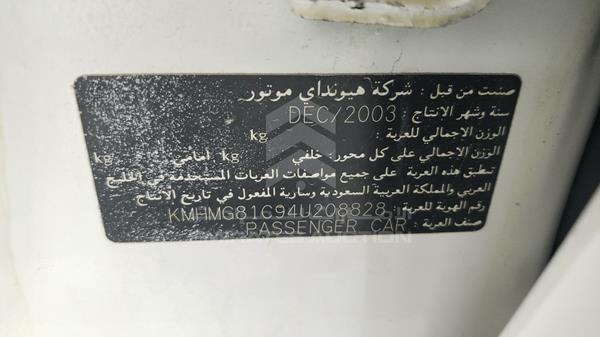 صنعت من قبل : شركة هيونداي موتور
سنة وشهر الانتاج : DEC/2003
الوزن الاجمالي للعربة : kg
الوزن الاجمالي على كل محور: خلفي kg أمامي kg
تنطبق هذه العربة على جميع مواصفات العربات المستخدمة في الخليج
العربي والمملكة العربية السعودية وسارية المفعول في تاريخ الانتاج
رقم الهوية للعربة : KMHMG81C94U208828
صنف العربة : PASSENGER CAR